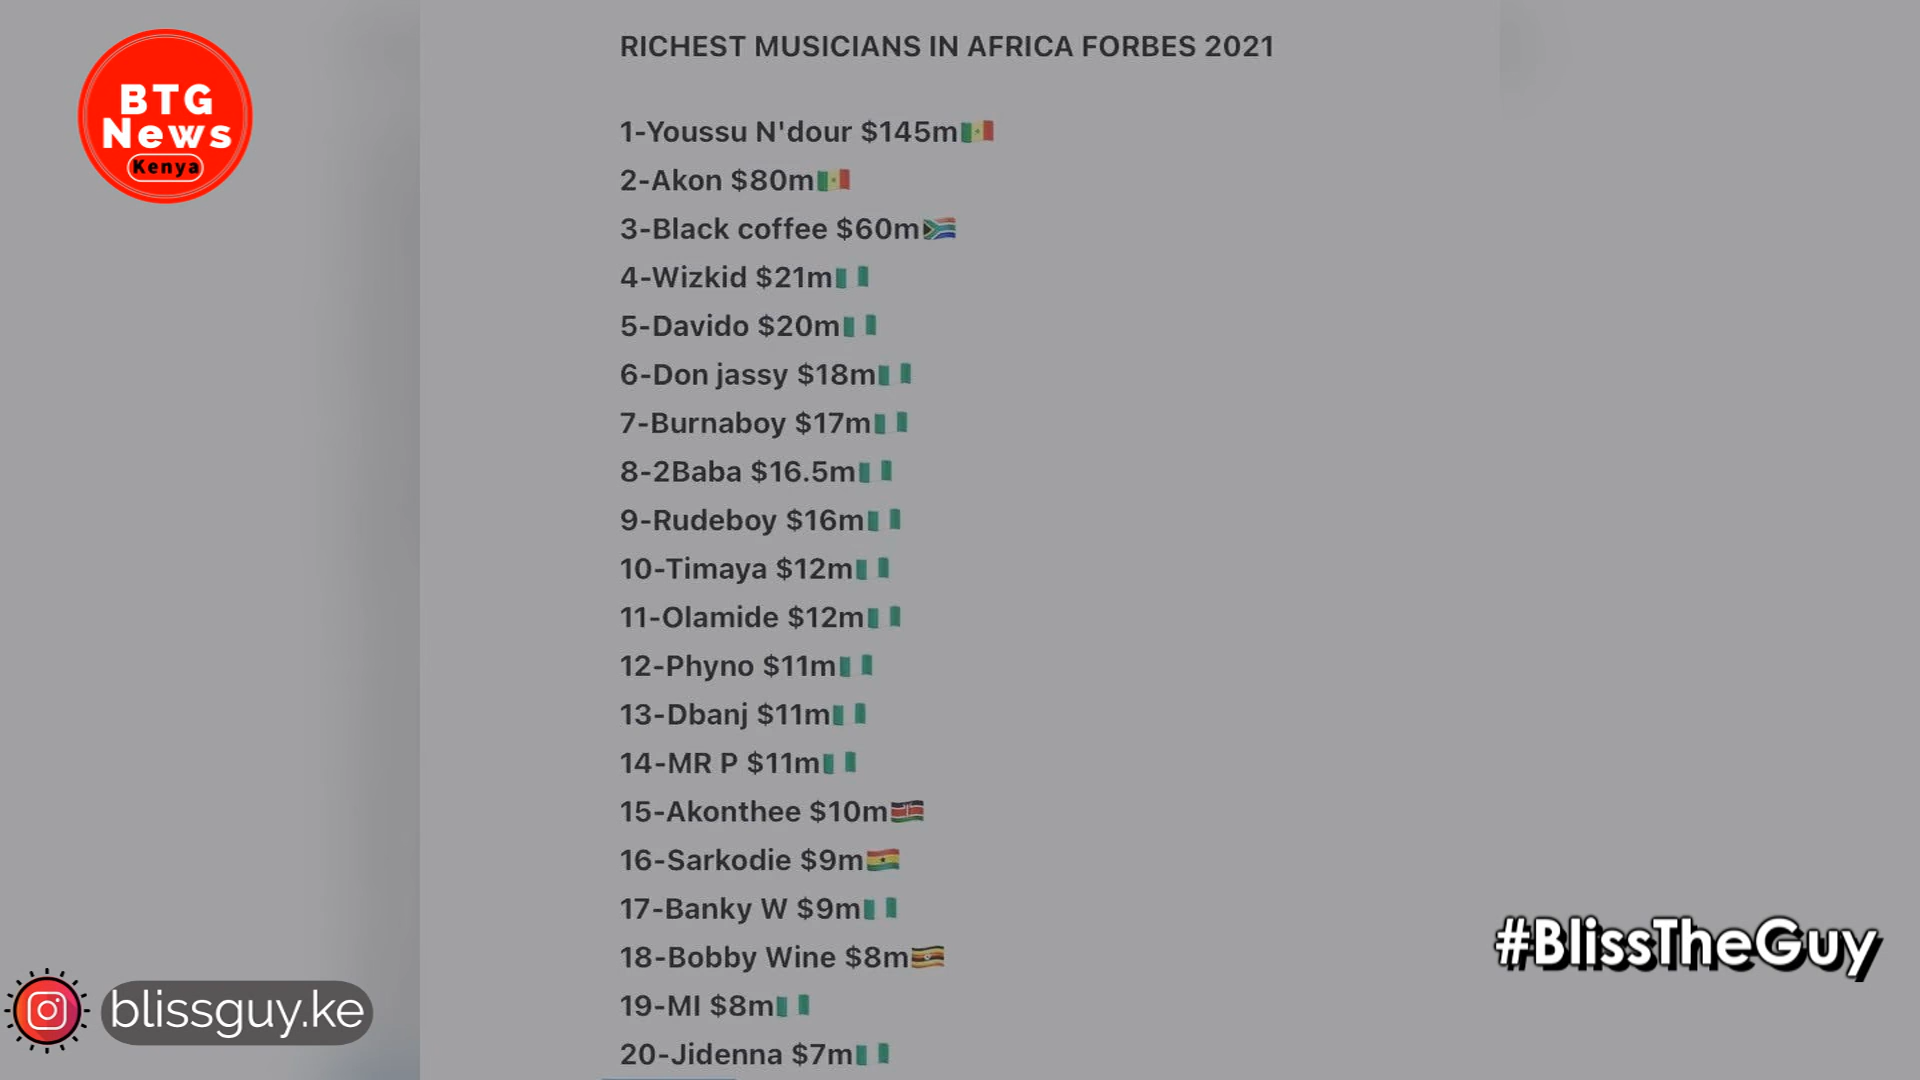 BTG
News
Kenya
RICHEST MUSICIANS IN AFRICA FORBES 2021
1-Youssu N'dour $145m🇸🇳
2-Akon $80m🇸🇳
3-Black coffee $60m🇿🇦
4-Wizkid $21m🇳🇬
5-Davido $20m🇳🇬
6-Don jassy $18m🇳🇬
7-Burnaboy $17m🇳🇬
8-2Baba $16.5m🇳🇬
9-Rudeboy $16m🇳🇬
10-Timaya $12m🇳🇬
11-Olamide $12m🇳🇬
12-Phyno $11m🇳🇬
13-Dbanj $11m🇳🇬
14-MR P $11m🇳🇬
15-Akonthee $10m🇰🇪
16-Sarkodie $9m🇬🇭
17-Banky W $9m🇳🇬
18-Bobby Wine $8m🇺🇬
19-MI $8m🇳🇬
20-Jidenna $7m🇳🇬
#BlissTheGuy
blissguy.ke